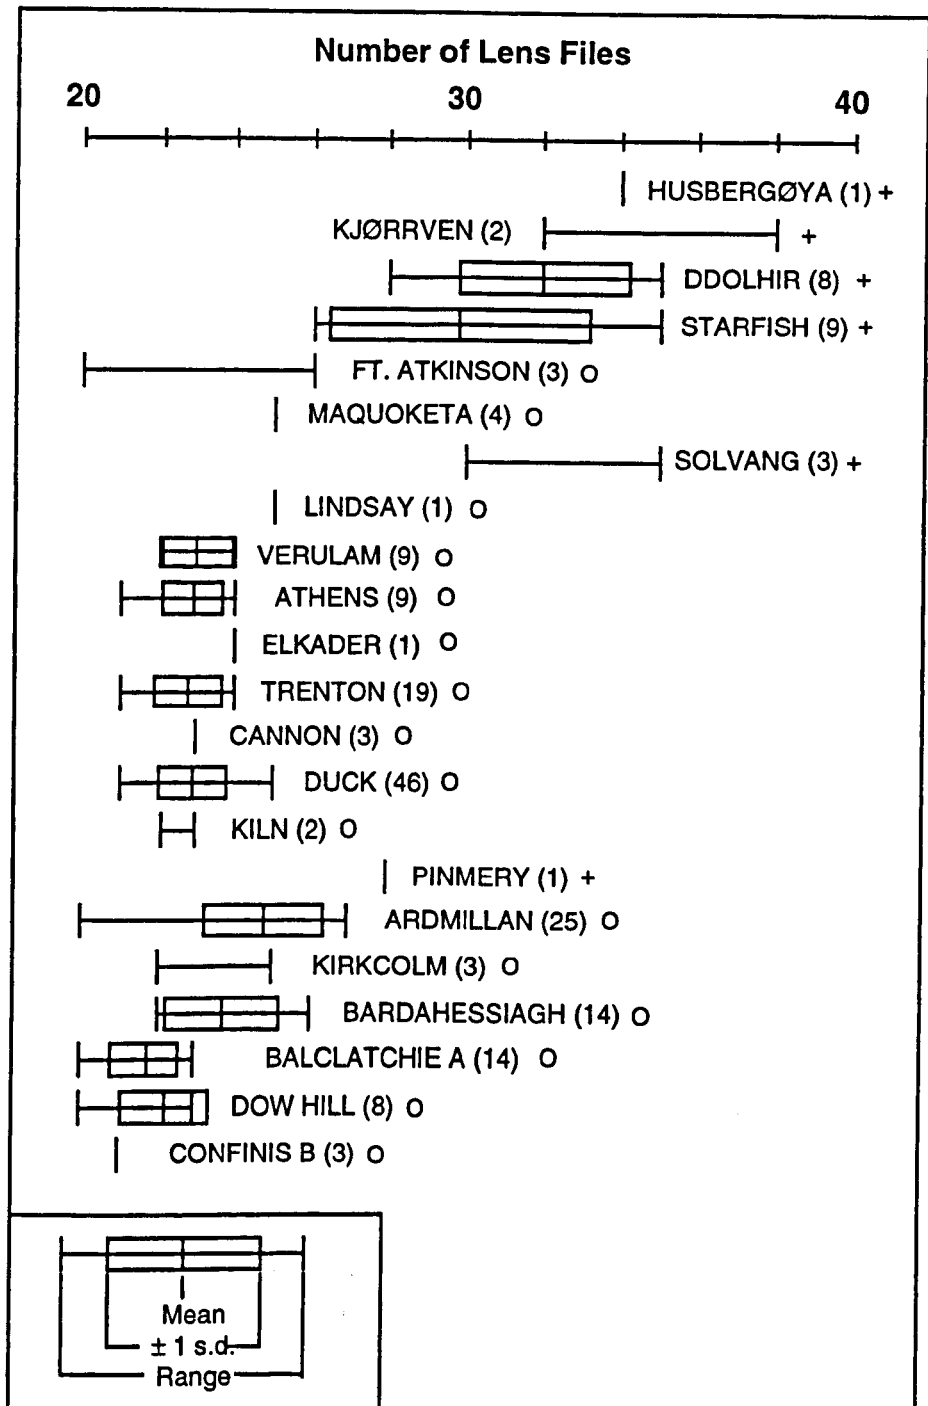 Number of Lens Files
20 30 40
HUSBERGØYA (1) +
KJØRRVEN (2) +
DDOLHIR (8) +
STARFISH (9) +
FT. ATKINSON (3) O
MAQUOKETA (4) O
SOLVANG (3) +
LINDSAY (1) O
VERULAM (9) O
ATHENS (9) O
ELKADER (1) O
TRENTON (19) O
CANNON (3) O
DUCK (46) O
KILN (2) O
PINMERY (1) +
ARDMILLAN (25) O
KIRKCOLM (3) O
BARDAHESSIAGH (14) O
BALCLATCHIE A (14) O
DOW HILL (8) O
CONFINIS B (3) O
Mean
± 1 s.d.
Range